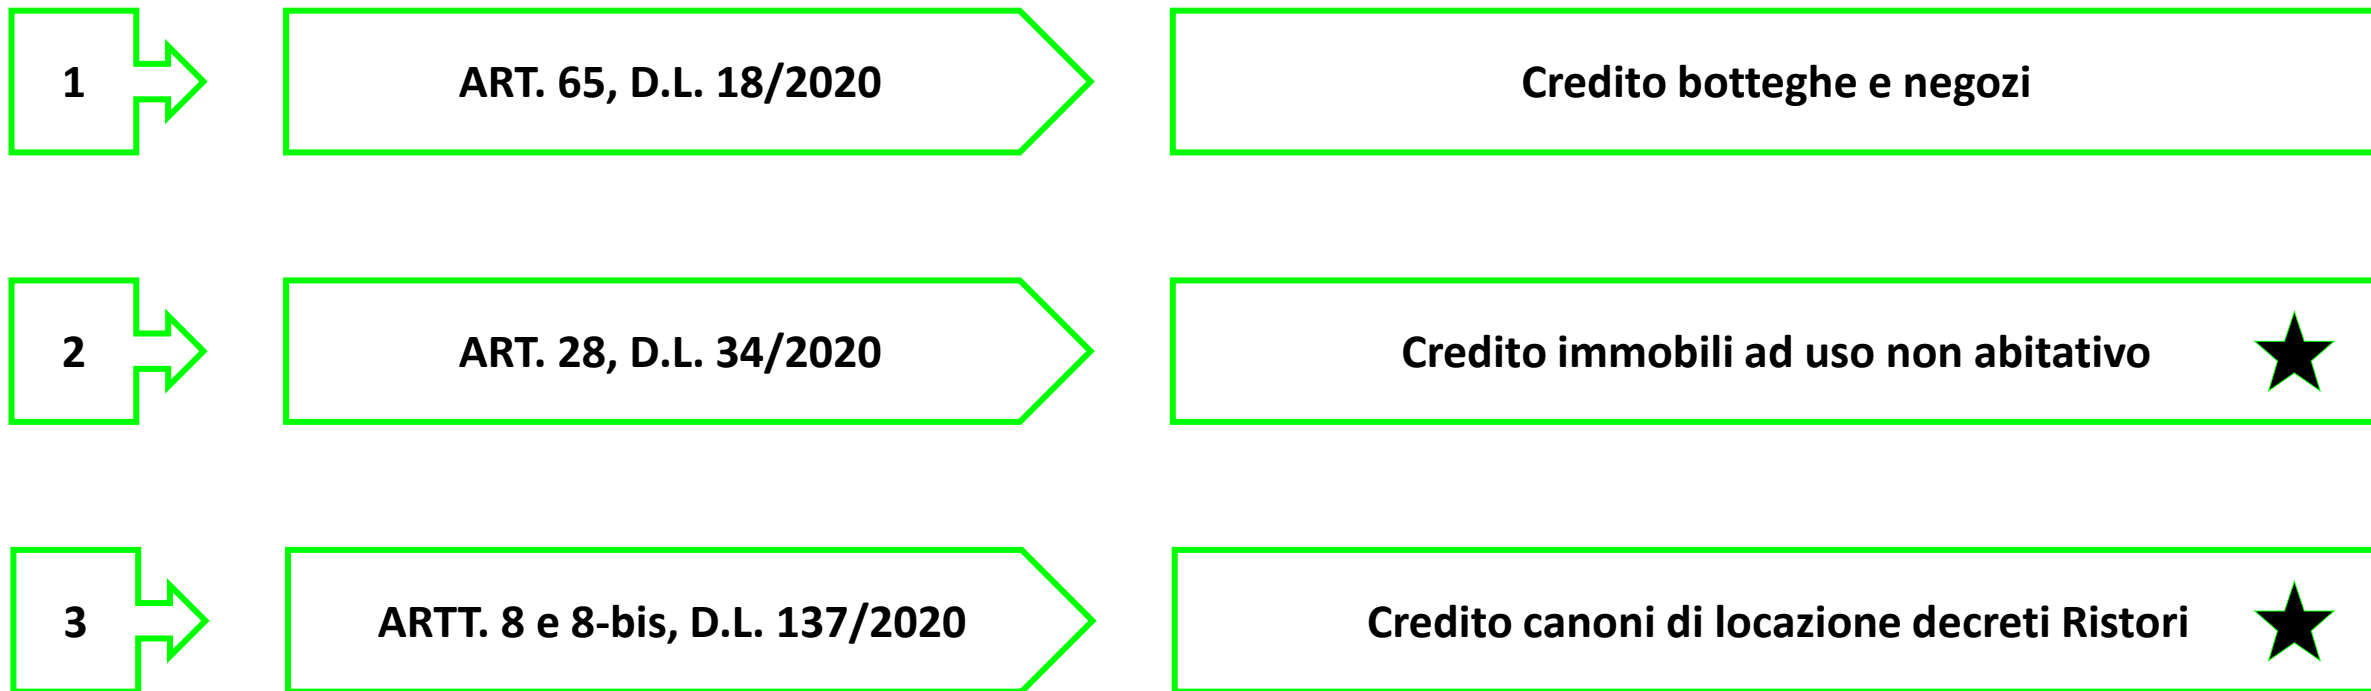 1
ART. 65, D.L. 18/2020
Credito botteghe e negozi
2
ART. 28, D.L. 34/2020
Credito immobili ad uso non abitativo
3
ARTT. 8 e 8-bis, D.L. 137/2020
Credito canoni di locazione decreti Ristori